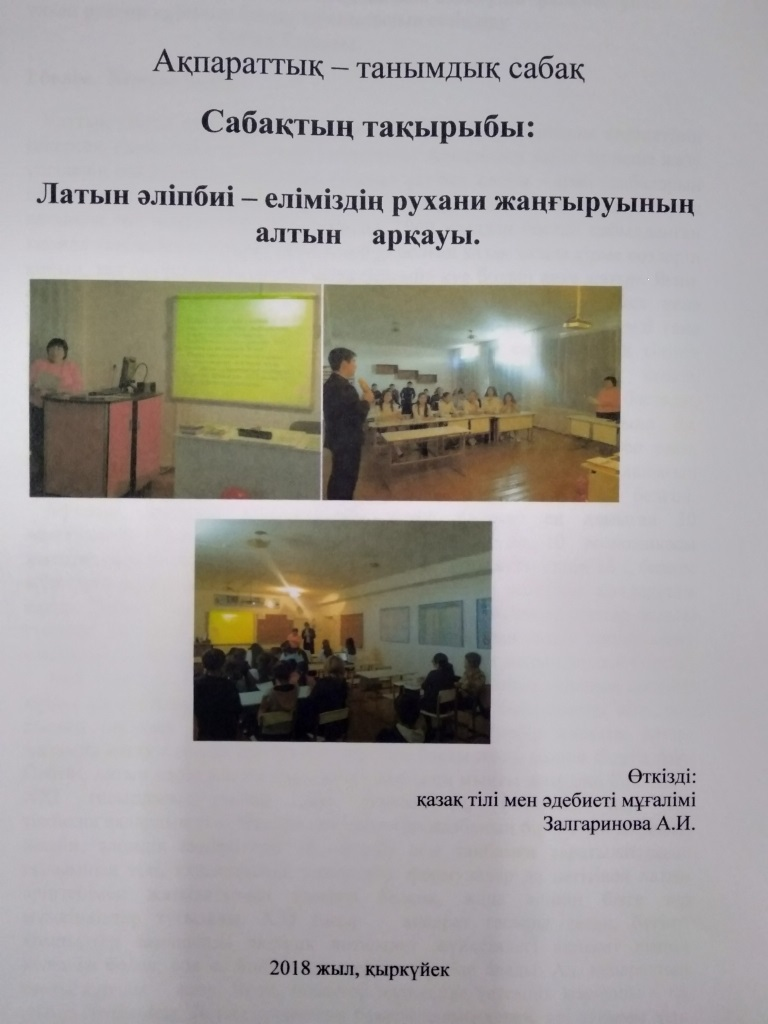 Ақпараттық – танымдық сабақ
Сабақтың тақырыбы:
Латын әліпбиі – еліміздің рухани жаңғыруының
алтын арқауы.
Өткізді:
қазақ тілі мен әдебиеті мұғалімі
Залгаринова А.И.
2018 жыл, қыркүйек